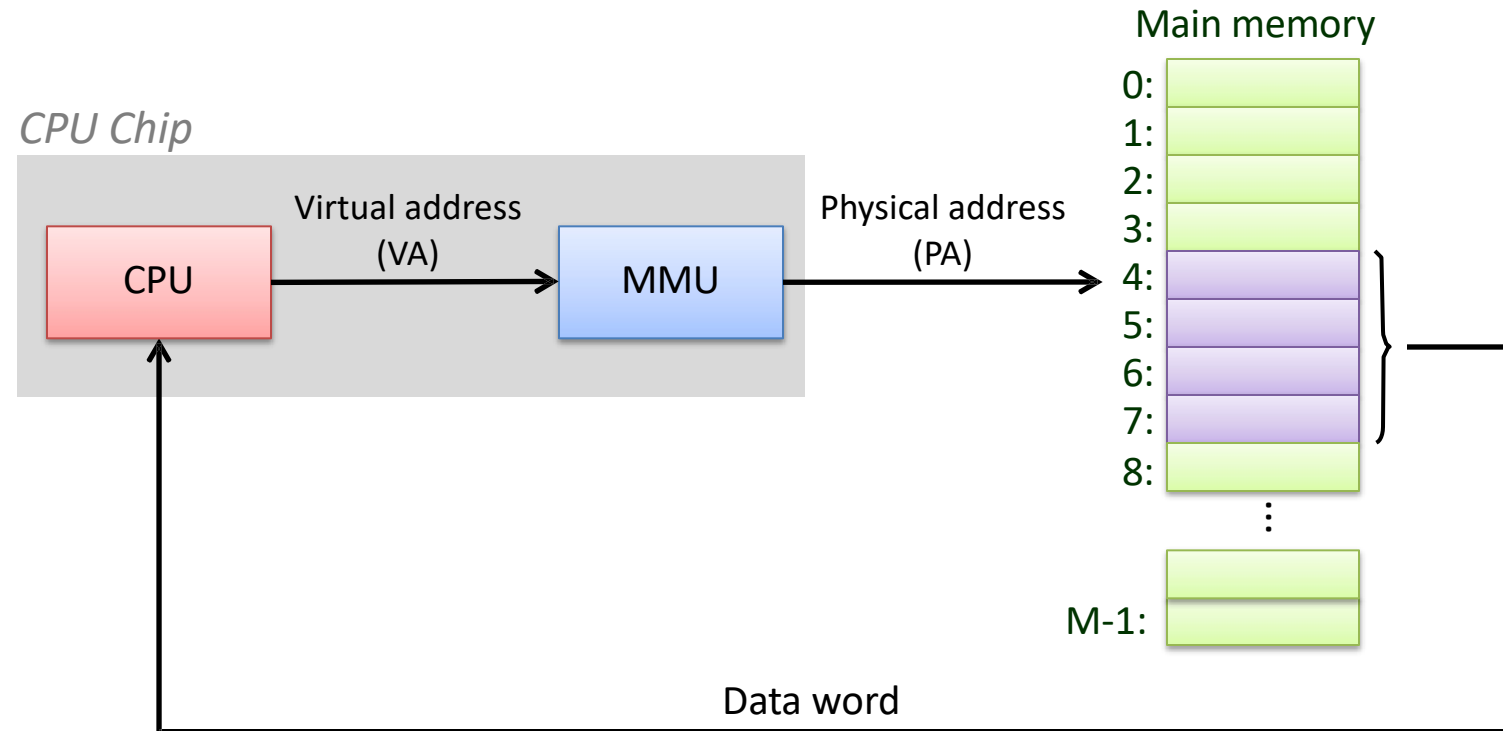 Main memory
CPU Chip
Virtual address
(VA)
Physical address
(PA)
CPU
MMU
0:
1:
2:
3:
4:
5:
6:
7:
8:
...
M-1:
Data word